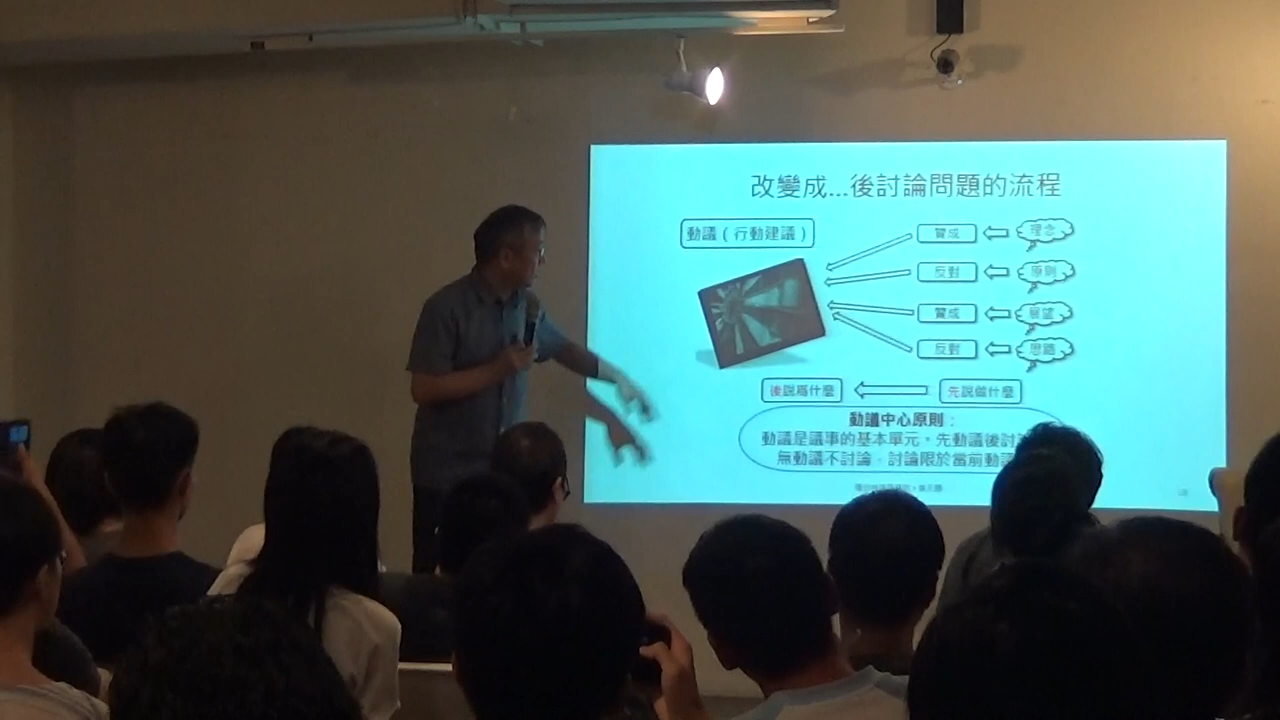 改變成...後討論問題的流程
動議（行動建議）
贊成
理念
反對
原則
贊成
展望
反對
後說為什麼
先說做什麼
動議中心原則：
動議是議事的基本單元。先動議後討
無動議不討論。討論限於當前動議